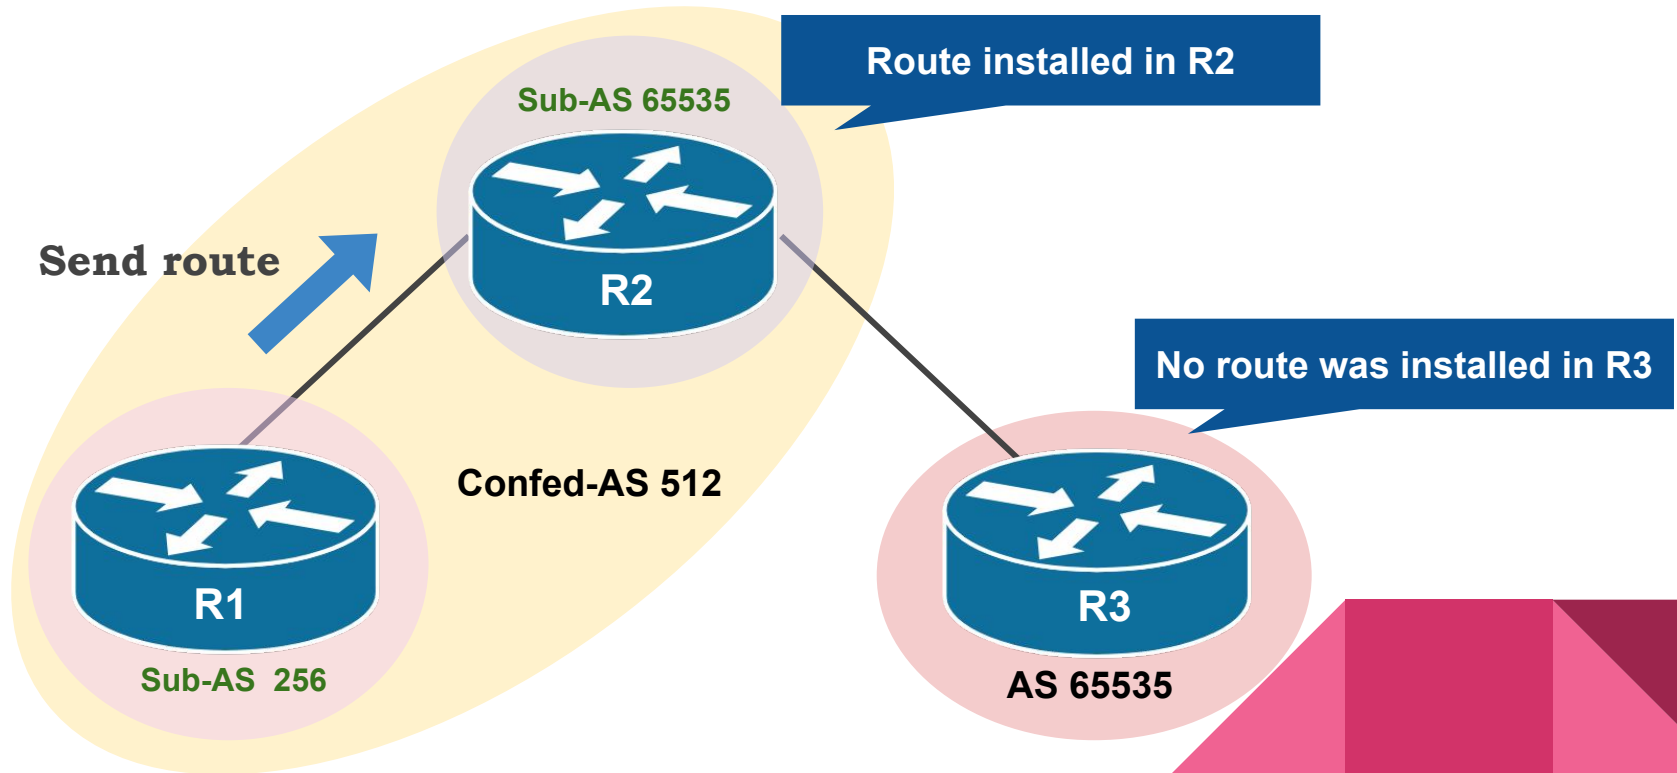 Route installed in R2
Sub-AS 65535
R2
Send route
No route was installed in R3
Confed-AS 512
R1
R3
Sub-AS  256
AS 65535